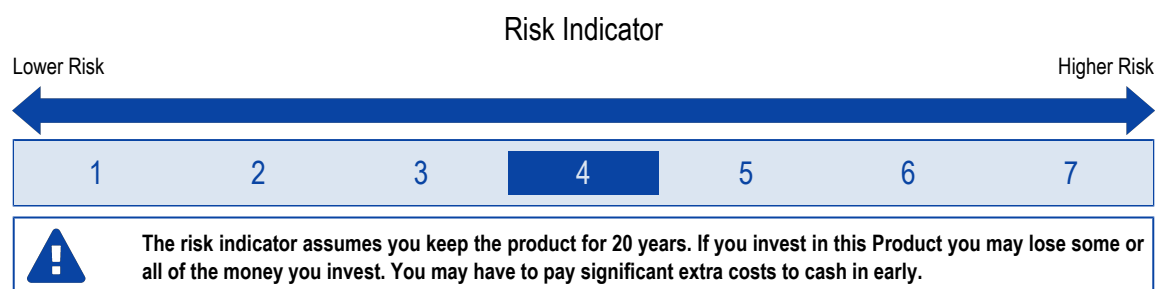 Risk Indicator
Lower Risk Higher Risk
1 2 3 4 5 6 7
The risk indicator assumes you keep the product for 20 years. If you invest in this Product you may lose some or
all of the money you invest. You may have to pay significant extra costs to cash in early.